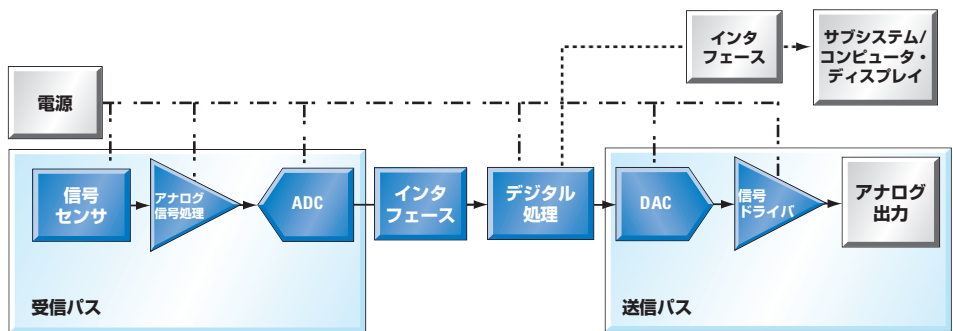 インタ
フェース
サブシステム/
コンピュータ・
ディスプレイ
電源
信号
センサ
アナログ
信号処理
ADC
インタ
フェース
デジタル
処理
DAC
信号
ドライバ
アナログ
出力
受信パス
送信パス